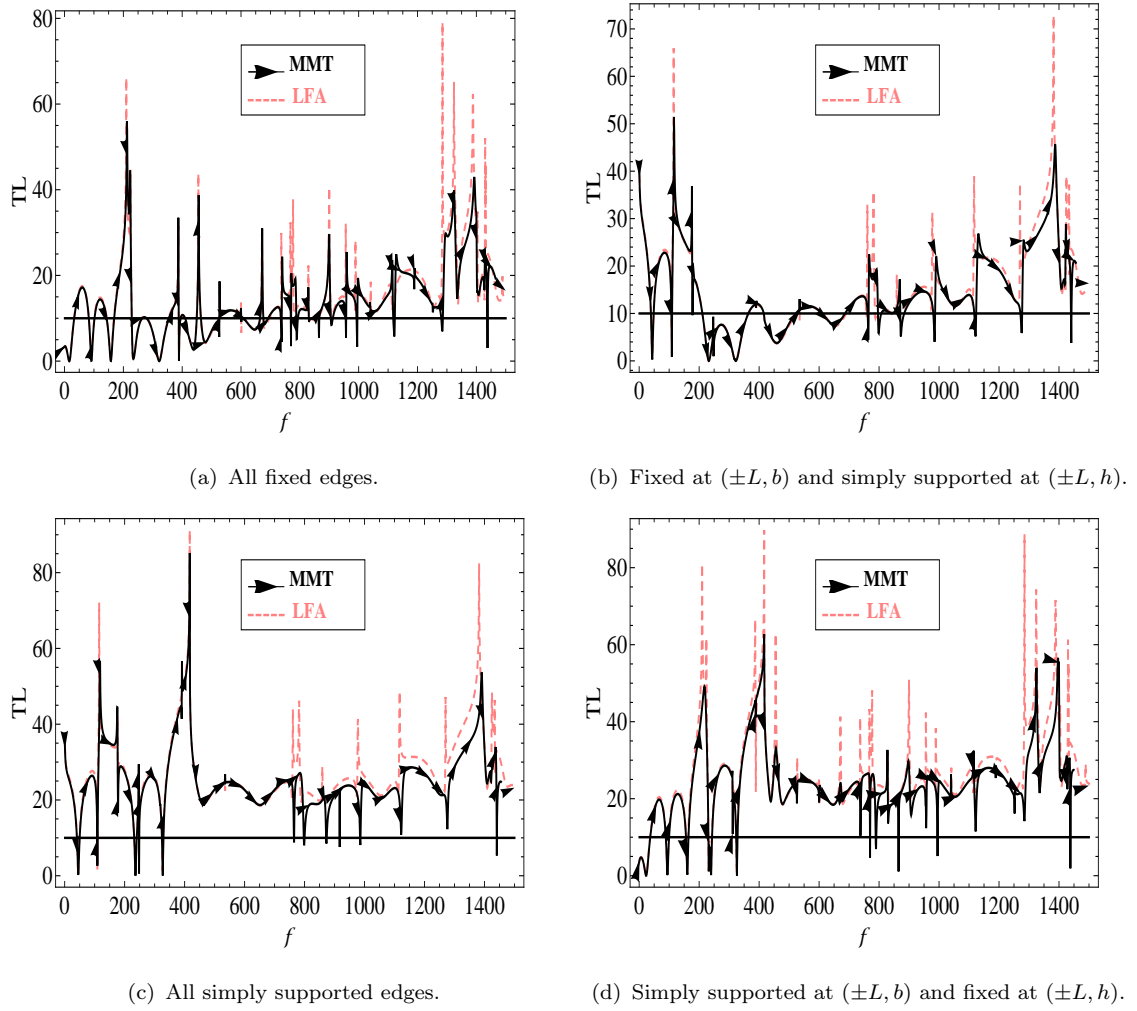 80
60
40
20
0
TL
MMT
LFA
0 200 400 600 800 1000 1200 1400
f
(a) All fixed edges.
70
60
50
40
30
20
10
0
TL
MMT
LFA
0 200 400 600 800 1000 1200 1400
f
(b) Fixed at (±L, b) and simply supported at (±L, h).
80
60
40
20
0
TL
MMT
LFA
0 200 400 600 800 1000 1200 1400
f
(c) All simply supported edges.
80
60
40
20
0
TL
MMT
LFA
0 200 400 600 800 1000 1200 1400
f
(d) Simply supported at (±L, b) and fixed at (±L, h).